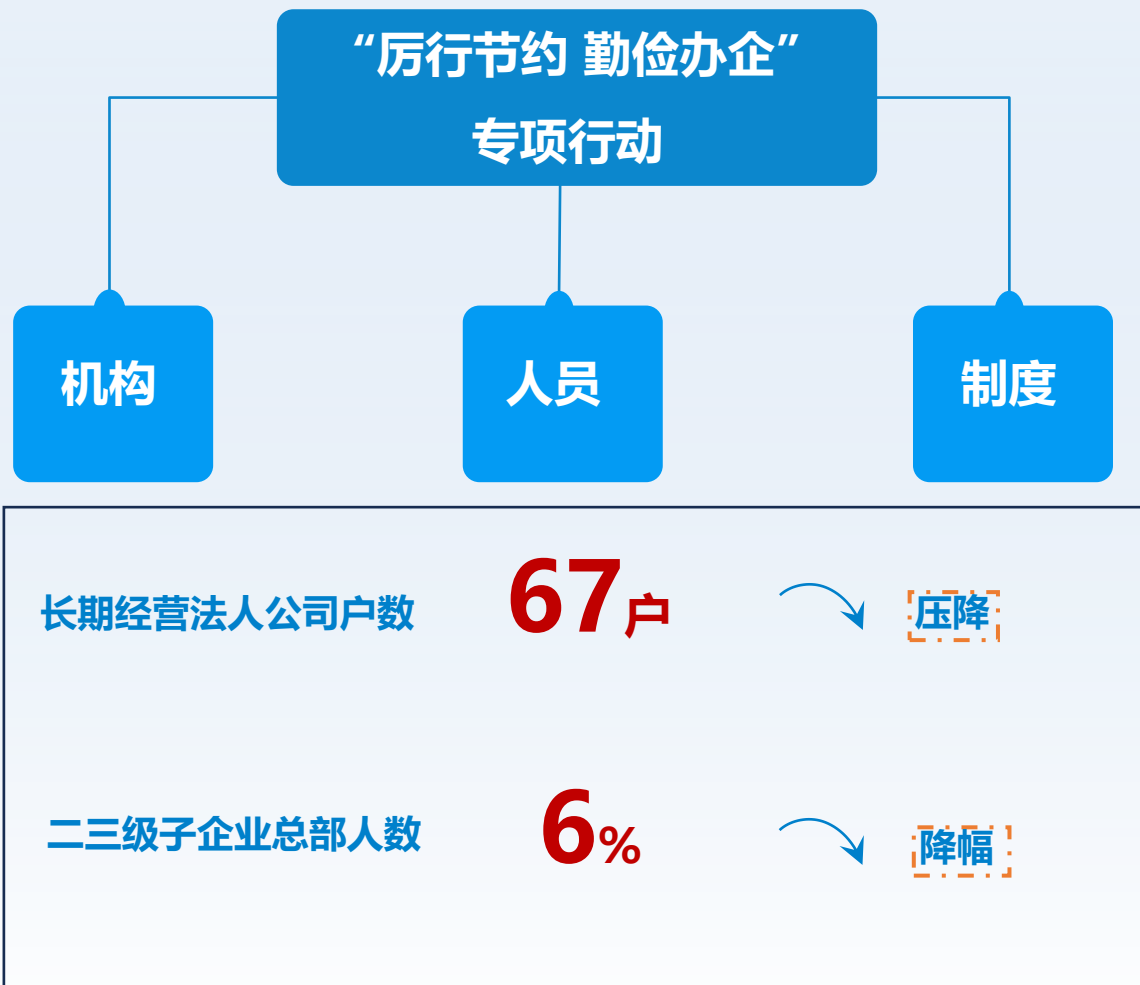 “厉行节约 勤俭办企”
专项行动
机构
人员
制度
长期经营法人公司户数 67户 压降
二三级子企业总部人数 6% 降幅